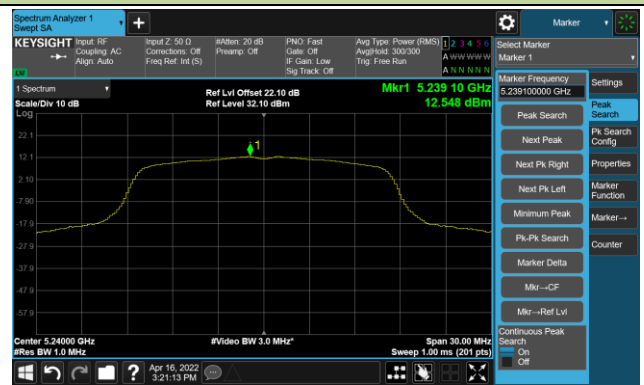 Spectrum Analyzer 1
Swept SA
Marker
KEYSIGHT
Input: RF
Coupling: AC
Align: Auto
Input Z: 50 Ω
Corrections: Off
Freq Ref: Int (S)
#Atten: 20 dB
Preamp: Off
PNO: Fast
Gate: Off
IF Gain: Low
Sig Track: Off
Avg Type: Power (RMS)
Avg|Hold: 300/300
Trig: Free Run
1 2 3 4 5 6
A W W W W W
A N N N N N
LXI
Select Marker
Marker 1
1 Spectrum
Scale/Div 10 dB
Ref Lvl Offset 22.10 dB
Ref Level 32.10 dBm
Mkr1 5.239 10 GHz
12.548 dBm
Log
22.1
12.1
2.10
-7.90
-17.9
-27.9
-37.9
-47.9
-57.9
1
Center 5.24000 GHz
#Res BW 1.0 MHz
#Video BW 3.0 MHz*
Span 30.00 MHz
Sweep 1.00 ms (201 pts)
Marker Frequency
5.239100000 GHz
Peak Search
Next Peak
Next Pk Right
Next Pk Left
Minimum Peak
Pk-Pk Search
Marker Delta
Mkr→CF
Mkr→Ref Lvl
Continuous Peak
Search
On
Off
Settings
Peak
Search
Pk Search
Config
Properties
Marker
Function
Marker→
Counter
?
Apr 16, 2022
3:21:13 PM